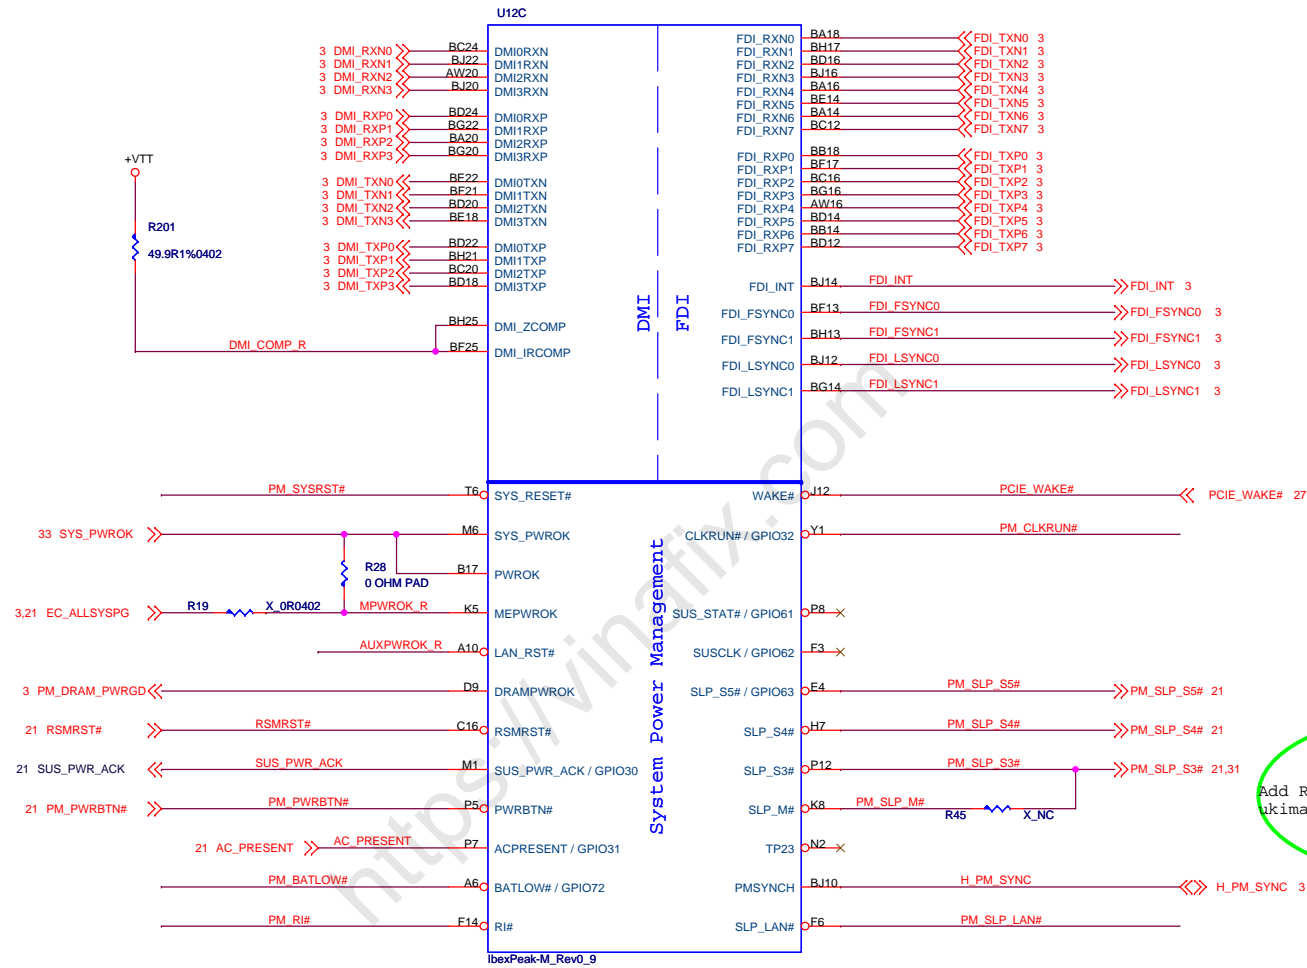 U12C
3 DMI_RXN0 BC24 DMI0RXN
3 DMI_RXN1 BJ22 DMI1RXN
3 DMI_RXN2 AW20 DMI2RXN
3 DMI_RXN3 BJ20 DMI3RXN
3 DMI_RXP0 BD24 DMI0RXP
3 DMI_RXP1 BG22 DMI1RXP
3 DMI_RXP2 BA20 DMI2RXP
3 DMI_RXP3 BG20 DMI3RXP
3 DMI_TXN0 BE22 DMI0TXN
3 DMI_TXN1 BF21 DMI1TXN
3 DMI_TXN2 BD20 DMI2TXN
3 DMI_TXN3 BE18 DMI3TXN
3 DMI_TXP0 BD22 DMI0TXP
3 DMI_TXP1 BH21 DMI1TXP
3 DMI_TXP2 BC20 DMI2TXP
3 DMI_TXP3 BD18 DMI3TXP
+VTT
R201
49.9R1%0402
BH25 DMI_ZCOMP
DMI_COMP_R BF25 DMI_IRCOMP
DMI
FDI
FDI_RXN0 BA18 FDI_TXN0 3
FDI_RXN1 BH17 FDI_TXN1 3
FDI_RXN2 BD16 FDI_TXN2 3
FDI_RXN3 BJ16 FDI_TXN3 3
FDI_RXN4 BA16 FDI_TXN4 3
FDI_RXN5 BE14 FDI_TXN5 3
FDI_RXN6 BA14 FDI_TXN6 3
FDI_RXN7 BC12 FDI_TXN7 3
FDI_RXP0 BB18 FDI_TXP0 3
FDI_RXP1 BF17 FDI_TXP1 3
FDI_RXP2 BC16 FDI_TXP2 3
FDI_RXP3 BG16 FDI_TXP3 3
FDI_RXP4 AW16 FDI_TXP4 3
FDI_RXP5 BD14 FDI_TXP5 3
FDI_RXP6 BB14 FDI_TXP6 3
FDI_RXP7 BD12 FDI_TXP7 3
FDI_INT BJ14 FDI_INT FDI_INT 3
FDI_FSYNC0 BF13 FDI_FSYNC0 FDI_FSYNC0 3
FDI_FSYNC1 BH13 FDI_FSYNC1 FDI_FSYNC1 3
FDI_LSYNC0 BJ12 FDI_LSYNC0 FDI_LSYNC0 3
FDI_LSYNC1 BG14 FDI_LSYNC1 FDI_LSYNC1 3
PM_SYSRST# T6 SYS_RESET#
33 SYS_PWROK M6 SYS_PWROK
R28
0 OHM PAD
B17 PWROK
3,21 EC_ALLSYSPG R19 X_0R0402 MPWROK_R K5 MEPWROK
AUXPWROK_R A10 LAN_RST#
3 PM_DRAM_PWRGD D9 DRAMPWROK
21 RSMRST# RSMRST# C16 RSMRST#
21 SUS_PWR_ACK SUS_PWR_ACK M1 SUS_PWR_ACK / GPIO30
21 PM_PWRBTN# PM_PWRBTN# P5 PWRBTN#
21 AC_PRESENT AC_PRESENT P7 ACPRESENT / GPIO31
PM_BATLOW# A6 BATLOW# / GPIO72
PM_RI# F14 RI#
System Power Management
WAKE# J12 PCIE_WAKE# PCIE_WAKE# 27
CLKRUN# / GPIO32 Y1 PM_CLKRUN#
SUS_STAT# / GPIO61 P8
SUSCLK / GPIO62 F3
SLP_S5# / GPIO63 E4 PM_SLP_S5# PM_SLP_S5# 21
SLP_S4# H7 PM_SLP_S4# PM_SLP_S4# 21
SLP_S3# P12 PM_SLP_S3# PM_SLP_S3# 21,31
SLP_M# K8 PM_SLP_M# R45 X_NC
TP23 N2
PMSYNCH BJ10 H_PM_SYNC H_PM_SYNC 3
SLP_LAN# F6 PM_SLP_LAN#
Add R
ukima
IbexPeak-M_Rev0_9
https://vinafix.com